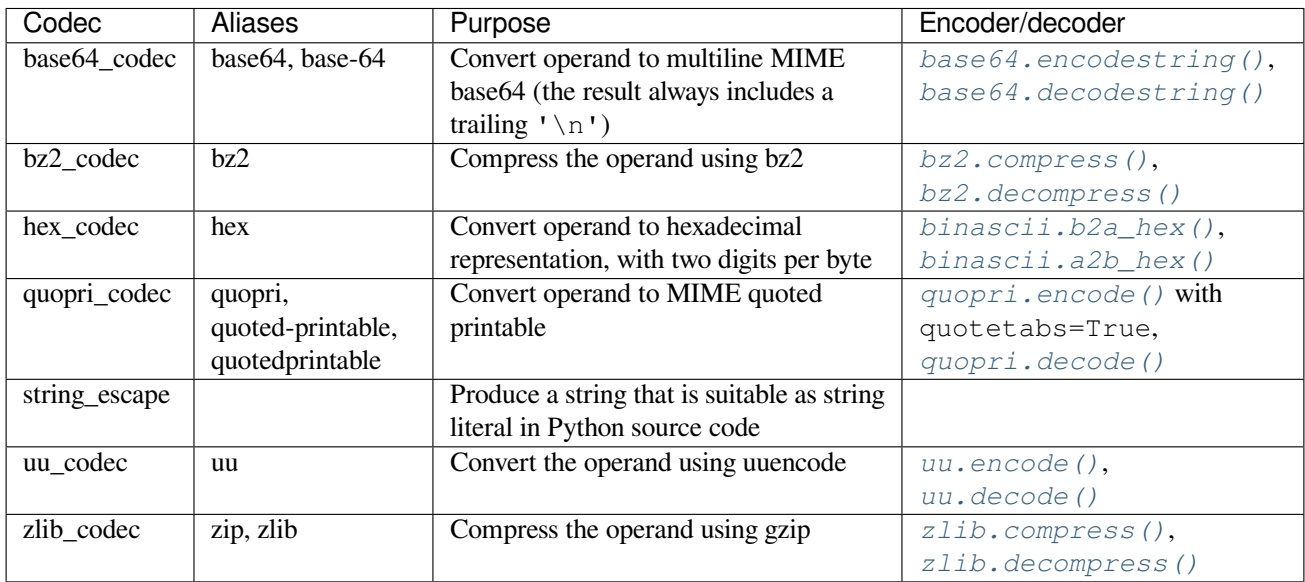 Codec Aliases Purpose Encoder/decoder
base64_codec base64, base-64 Convert operand to multiline MIME base64.encodestring(),
base64 (the result always includes a base64.decodestring()
trailing '\n')
bz2_codec bz2 Compress the operand using bz2 bz2.compress(),
bz2.decompress()
hex_codec hex Convert operand to hexadecimal binascii.b2a_hex(),
representation, with two digits per byte binascii.a2b_hex()
quopri_codec quopri, Convert operand to MIME quoted quopri.encode() with
quoted-printable, printable quotetabs=True,
quotedprintable quopri.decode()
string_escape Produce a string that is suitable as string
literal in Python source code
uu_codec uu Convert the operand using uuencode uu.encode(),
uu.decode()
zlib_codec zip, zlib Compress the operand using gzip zlib.compress(),
zlib.decompress()